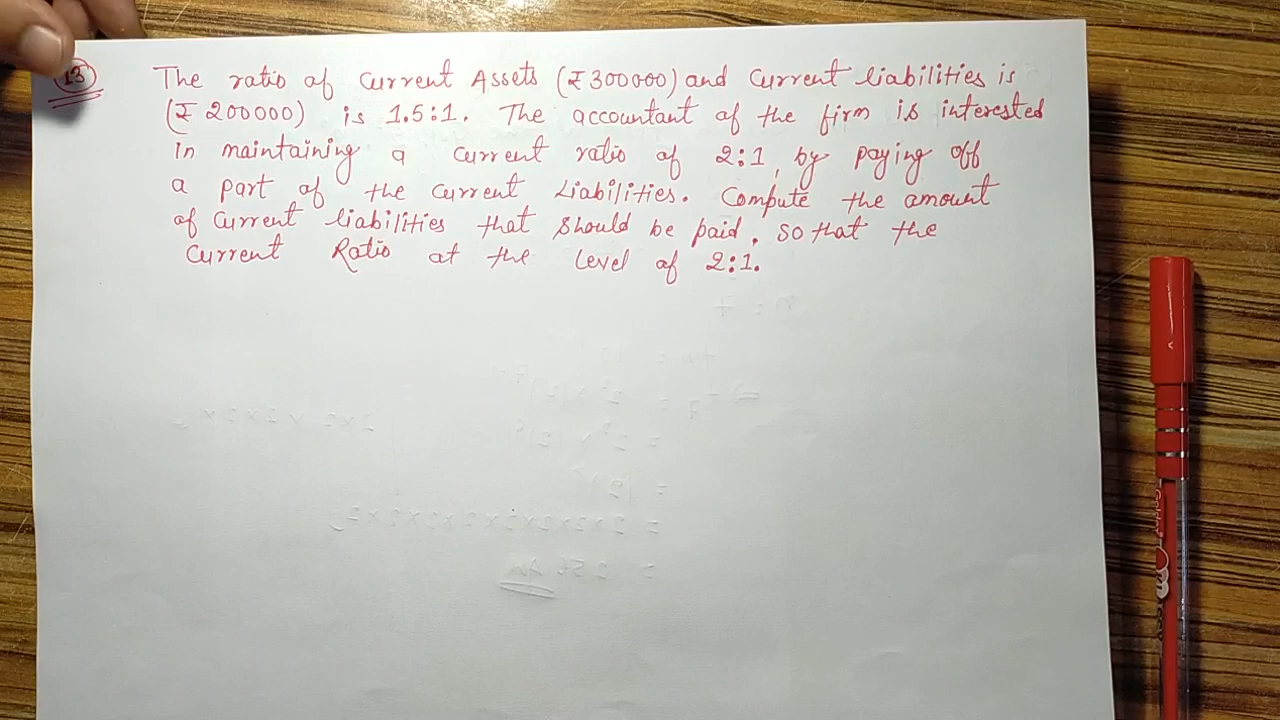 13
The ratio of Current Assets (₹300000) and Current liabilities is
(₹ 200000) is 1.5:1. The accountant of the firm is interested
in maintaining a current ratio of 2:1, by paying off
a part of the current Liabilities. Compute the amount
of Current liabilities that should be paid, so that the
Current Ratio at the Level of 2:1.